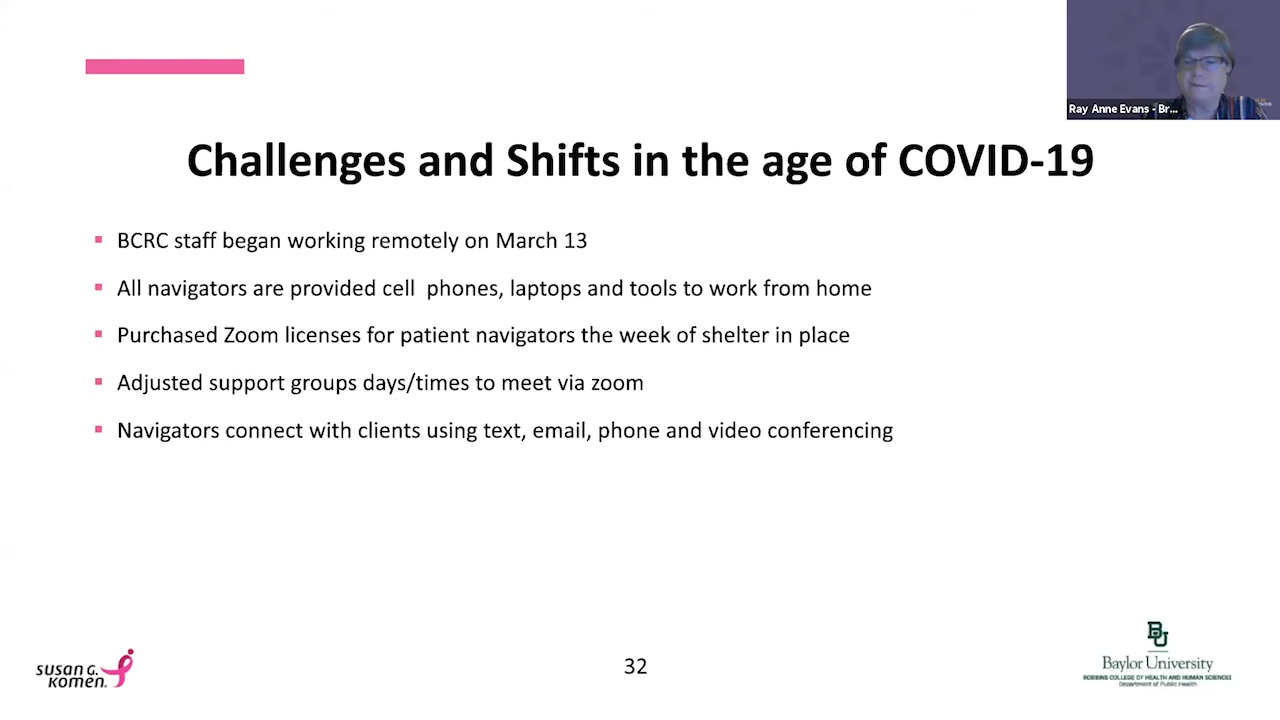 Ray Anne Evans - Br...
Challenges and Shifts in the age of COVID-19
BCRC staff began working remotely on March 13
All navigators are provided cell  phones, laptops and tools to work from home
Purchased Zoom licenses for patient navigators the week of shelter in place
Adjusted support groups days/times to meet via zoom
Navigators connect with clients using text, email, phone and video conferencing
susan G.
komen.
32
BU
Baylor University
ROBBINS COLLEGE OF HEALTH AND HUMAN SCIENCES
Department of Public Health